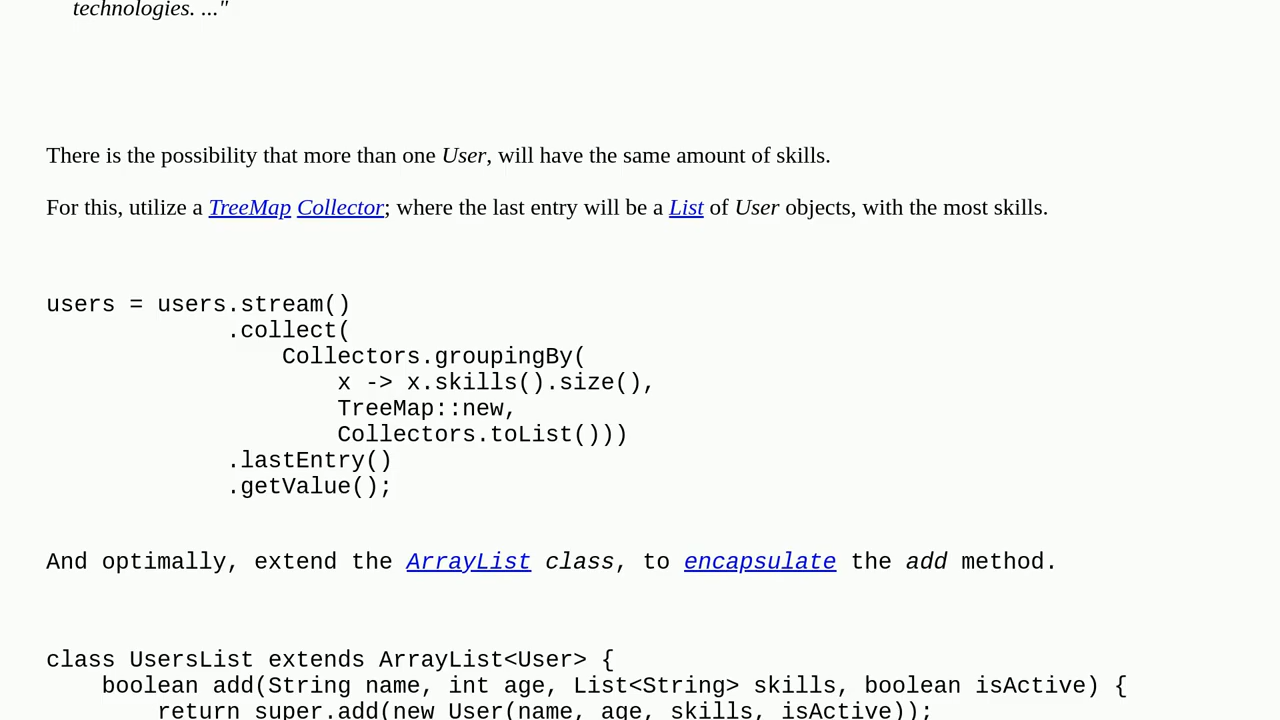 technologies. ..."
There is the possibility that more than one User, will have the same amount of skills.
For this, utilize a TreeMap Collector; where the last entry will be a List of User objects, with the most skills.
users = users.stream()
             .collect(
                 Collectors.groupingBy(
                     x -> x.skills().size(),
                     TreeMap::new,
                     Collectors.toList()))
             .lastEntry()
             .getValue();
And optimally, extend the ArrayList class, to encapsulate the add method.
class UsersList extends ArrayList<User> {
    boolean add(String name, int age, List<String> skills, boolean isActive) {
        return super.add(new User(name, age, skills, isActive));